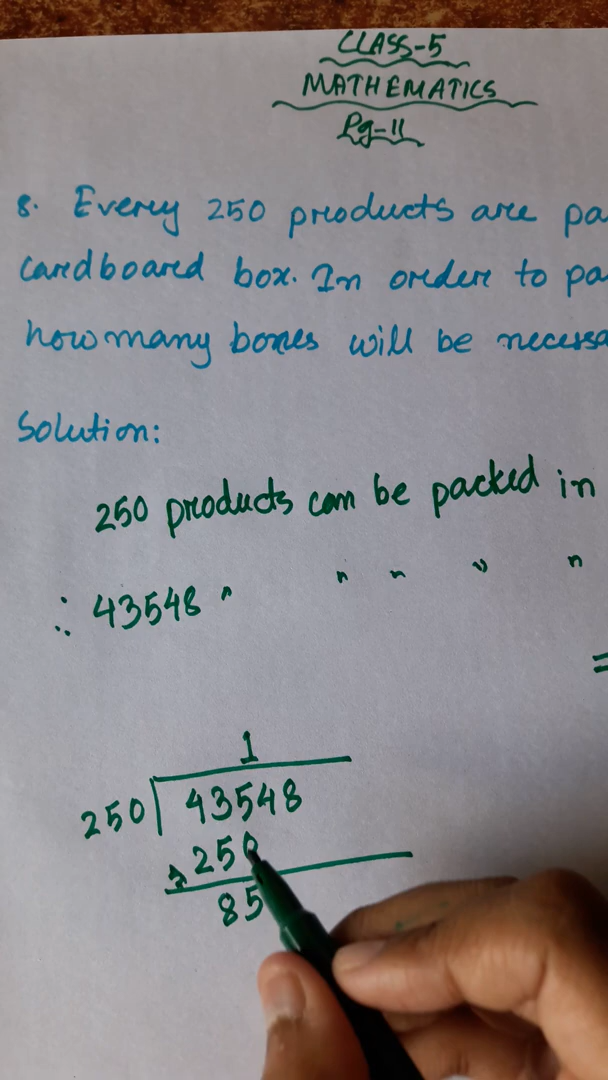 CLASS-5
MATHEMATICS
Pg-11
8. Every 250 products are pa
cardboard box. In order to pa
how many boxes will be necessa
Solution:
250 products can be packed in
∴ 43548 " " " " "
=
1
250) 43548
250
85